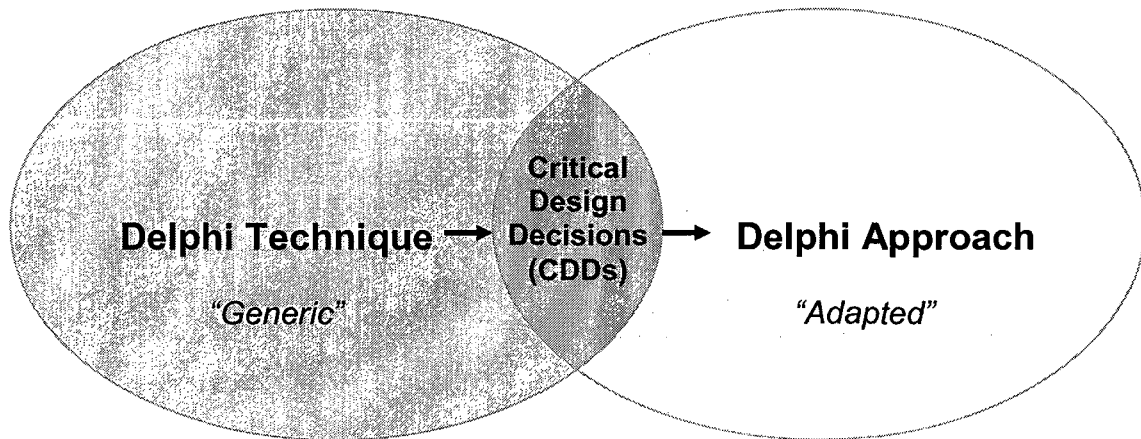 Critical
Design
Delphi Technique Decisions Delphi Approach
(CDDs)
“Generic” “Adapted”